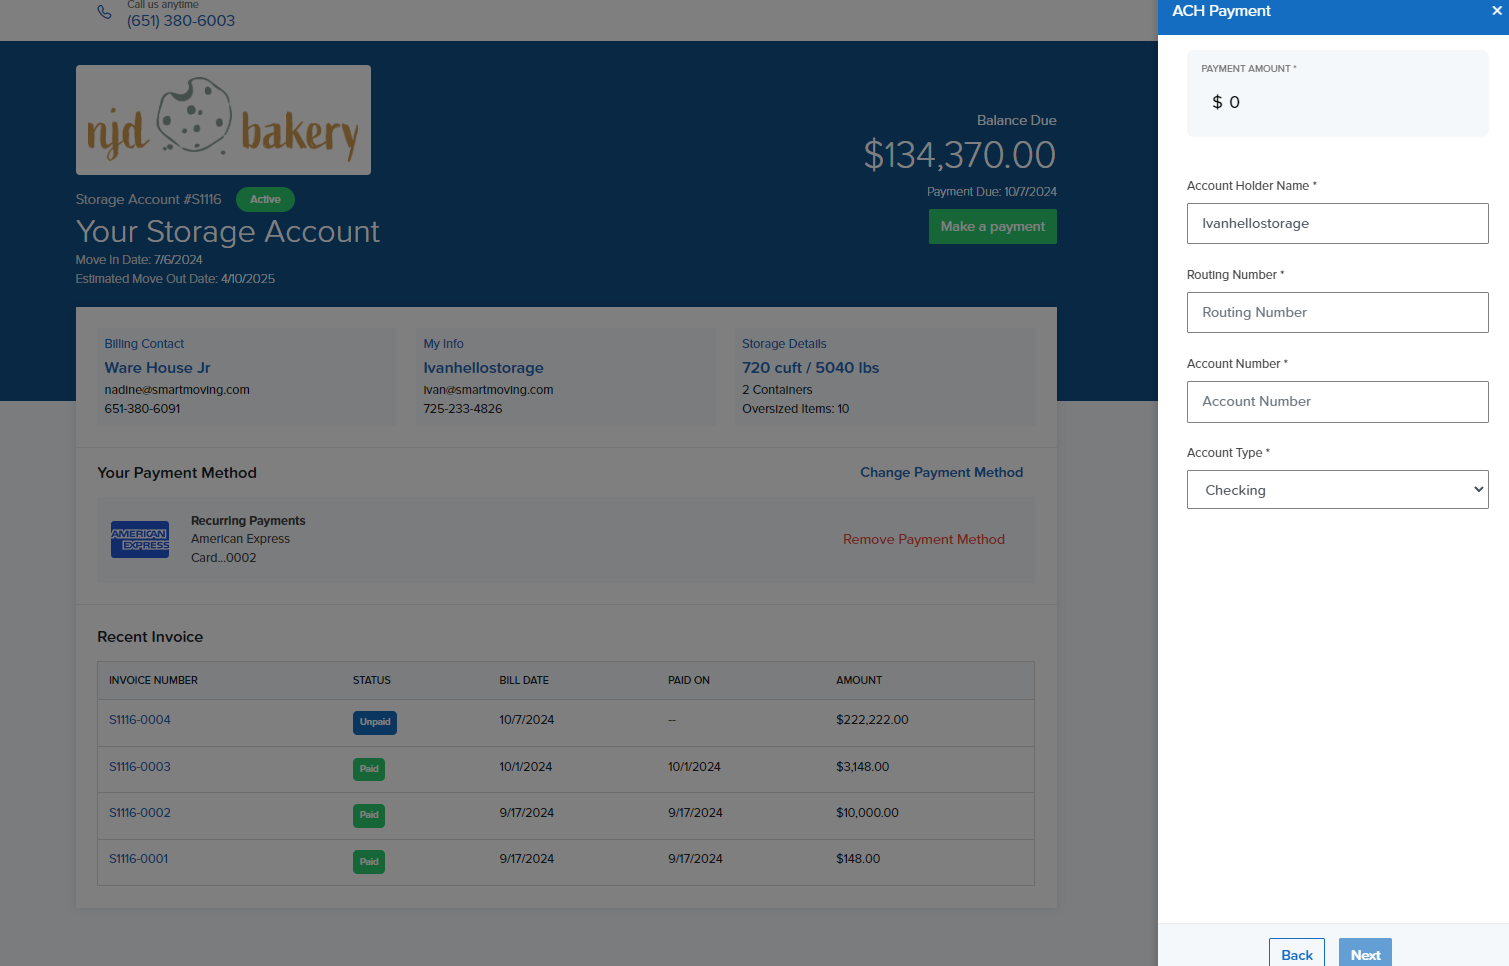 Call us anytime
(651) 380-6003
njd bakery
Storage Account #S1116 Active
Your Storage Account
Move In Date: 7/6/2024
Estimated Move Out Date: 4/10/2025
Balance Due
$134,370.00
Payment Due: 10/7/2024
Make a payment
Billing Contact
Ware House Jr
nadine@smartmoving.com
651-380-6091
My Info
Ivanhellostorage
ivan@smartmoving.com
725-233-4826
Storage Details
720 cuft / 5040 lbs
2 Containers
Oversized Items: 10
Your Payment Method Change Payment Method
AMERICAN
EXPRESS
Recurring Payments
American Express
Card...0002
Remove Payment Method
Recent Invoice
INVOICE NUMBER STATUS BILL DATE PAID ON AMOUNT
S1116-0004 Unpaid 10/7/2024 -- $222,222.00
S1116-0003 Paid 10/1/2024 10/1/2024 $3,148.00
S1116-0002 Paid 9/17/2024 9/17/2024 $10,000.00
S1116-0001 Paid 9/17/2024 9/17/2024 $148.00
ACH Payment ×
PAYMENT AMOUNT *
$ 0
Account Holder Name *
Ivanhellostorage
Routing Number *
Routing Number
Account Number *
Account Number
Account Type *
Checking
Back Next